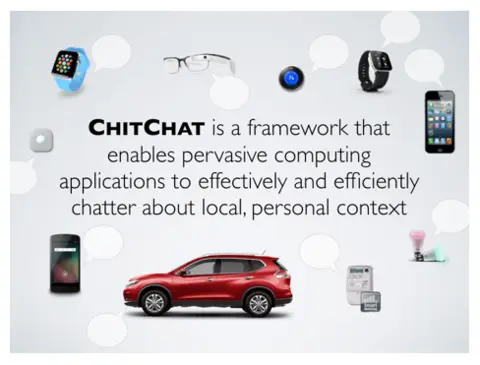 CHITCHAT is a framework that
enables pervasive computing
applications to effectively and efficiently
chatter about local, personal context